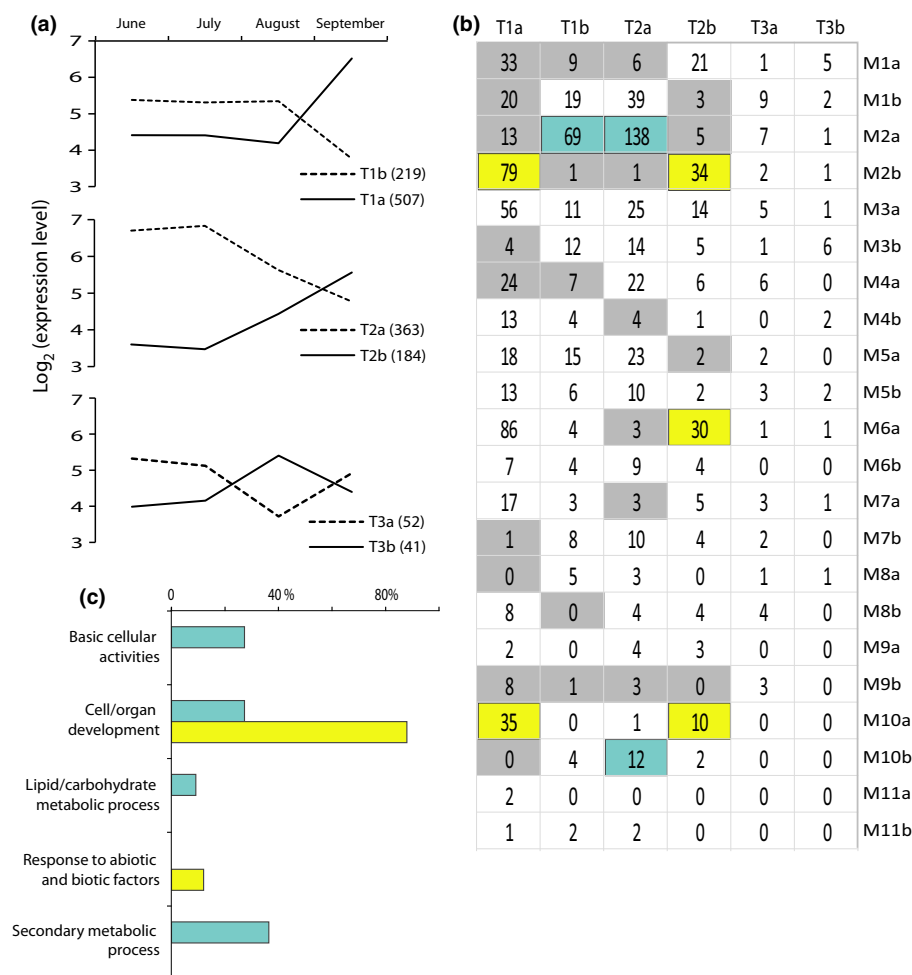 (a)
June July August September
Log2 (expression level)
7
6
5
4
3
T1b (219)
T1a (507)
7
6
5
4
3
T2a (363)
T2b (184)
7
6
5
4
3
T3a (52)
T3b (41)
(b)
T1a T1b T2a T2b T3a T3b
33 9 6 21 1 5 M1a
20 19 39 3 9 2 M1b
13 69 138 5 7 1 M2a
79 1 1 34 2 1 M2b
56 11 25 14 5 1 M3a
4 12 14 5 1 6 M3b
24 7 22 6 6 0 M4a
13 4 4 1 0 2 M4b
18 15 23 2 2 0 M5a
13 6 10 2 3 2 M5b
86 4 3 30 1 1 M6a
7 4 9 4 0 0 M6b
17 3 3 5 3 1 M7a
1 8 10 4 2 0 M7b
0 5 3 0 1 1 M8a
8 0 4 4 4 0 M8b
2 0 4 3 0 0 M9a
8 1 3 0 3 0 M9b
35 0 1 10 0 0 M10a
0 4 12 2 0 0 M10b
2 0 0 0 0 0 M11a
1 2 2 0 0 0 M11b
(c)
0 40 % 80%
Basic cellular
activities
Cell/organ
development
Lipid/carbohydrate
metabolic process
Response to abiotic
and biotic factors
Secondary metabolic
process